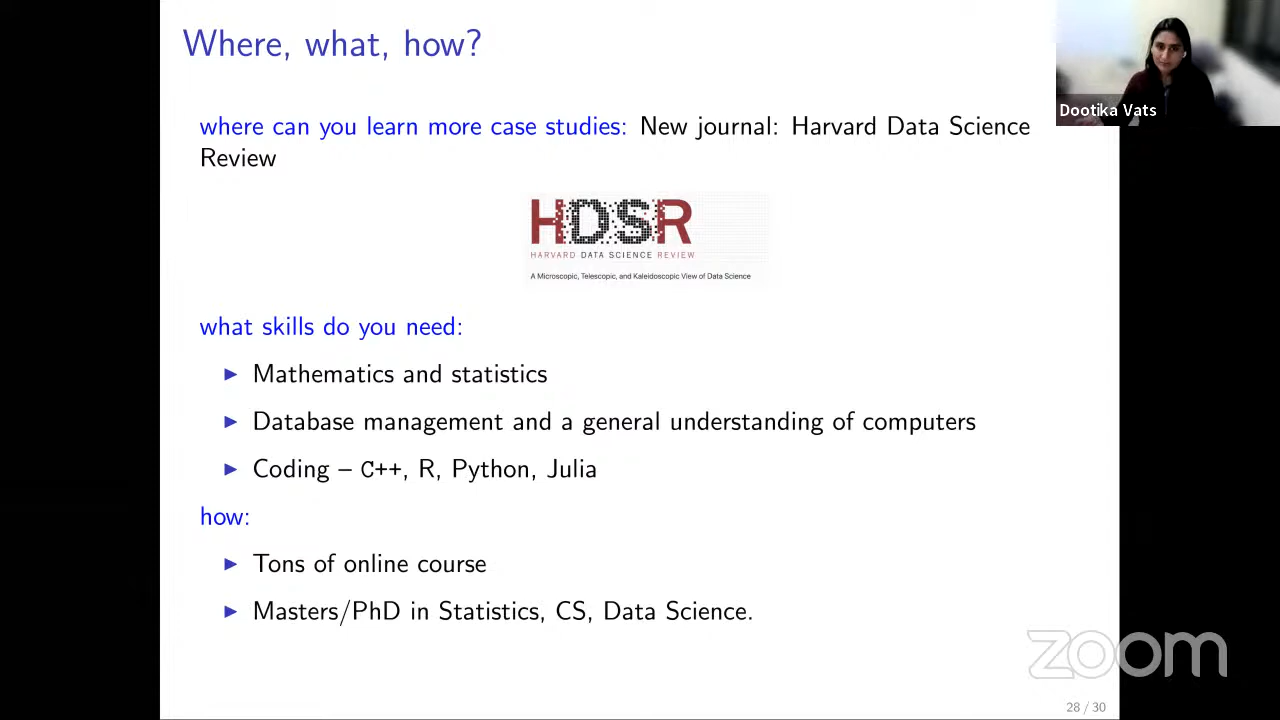 Where, what, how?
Dootika Vats
where can you learn more case studies: New journal: Harvard Data Science
Review
HDSR
HARVARD DATA SCIENCE REVIEW
A Microscopic, Telescopic, and Kaleidoscopic View of Data Science
what skills do you need:
▶ Mathematics and statistics
▶ Database management and a general understanding of computers
▶ Coding – C++, R, Python, Julia
how:
▶ Tons of online course
▶ Masters/PhD in Statistics, CS, Data Science.
zoom
28 / 30